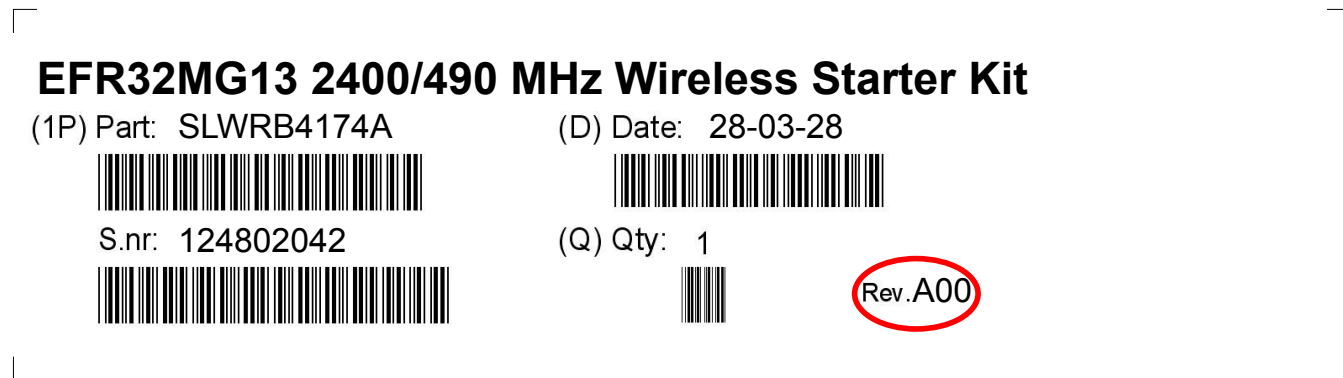 EFR32MG13 2400/490 MHz Wireless Starter Kit
(1P) Part: SLWRB4174A (D) Date: 28-03-28
S.nr: 124802042 (Q) Qty: 1
Rev.A00